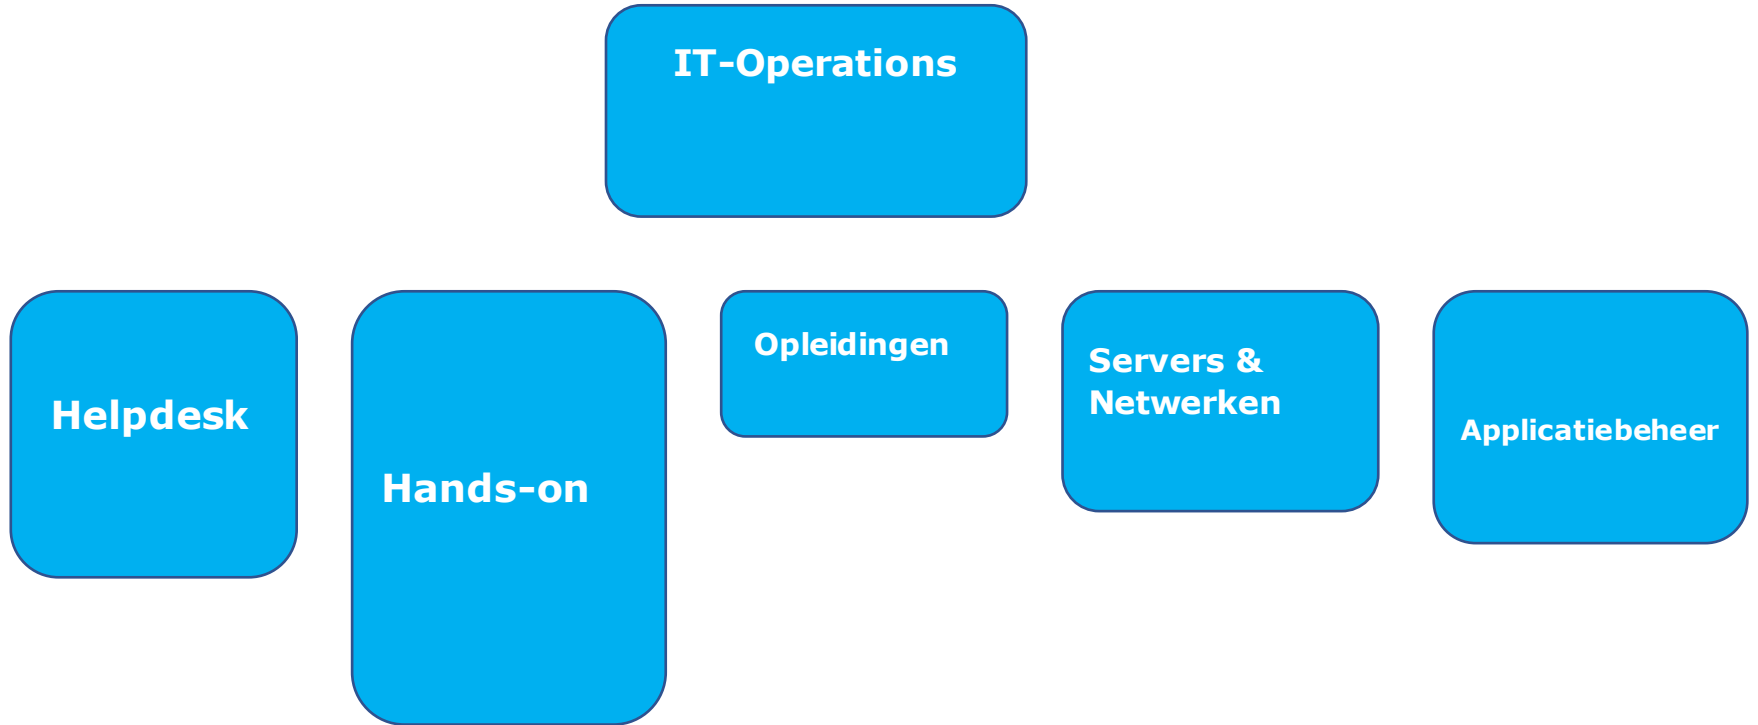 IT-Operations
Helpdesk
Hands-on
Opleidingen
Servers &
Netwerken
Applicatiebeheer